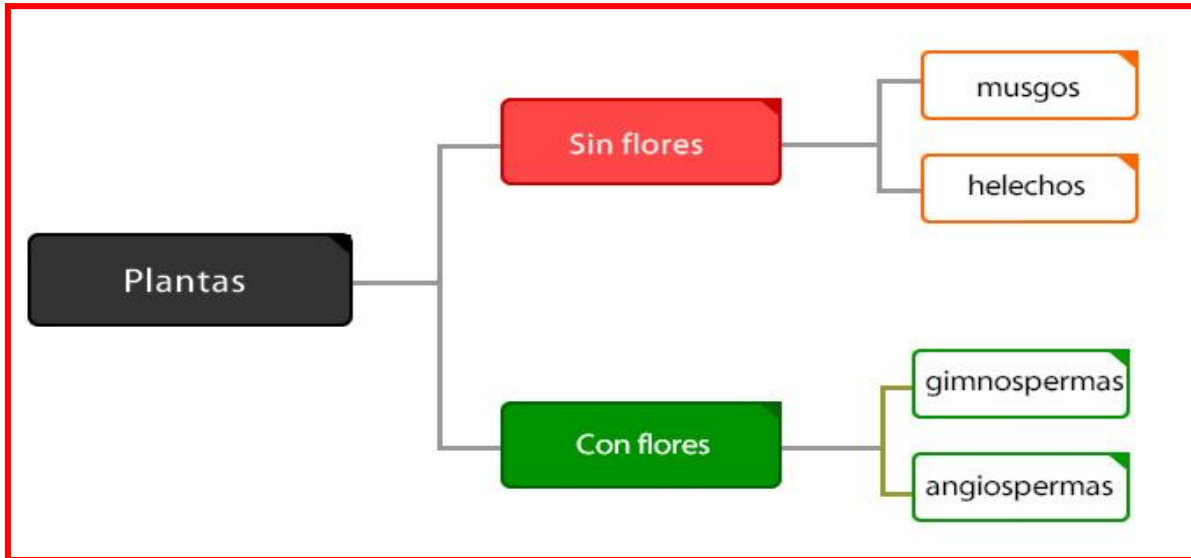 Plantas
Sin flores
musgos
helechos
Con flores
gimnospermas
angiospermas